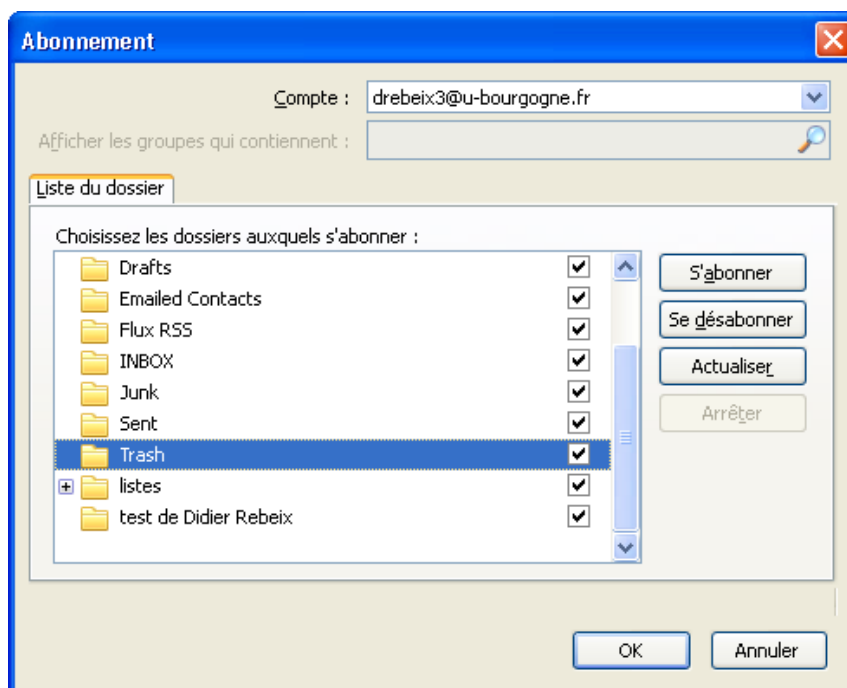 Abonnement
Compte : drebeix3@u-bourgogne.fr
Afficher les groupes qui contiennent :
Liste du dossier
Choisissez les dossiers auxquels s'abonner :
Drafts
Emailed Contacts
Flux RSS
INBOX
Junk
Sent
Trash
listes
test de Didier Rebeix
S'abonner
Se désabonner
Actualiser
Arrêter
OK Annuler